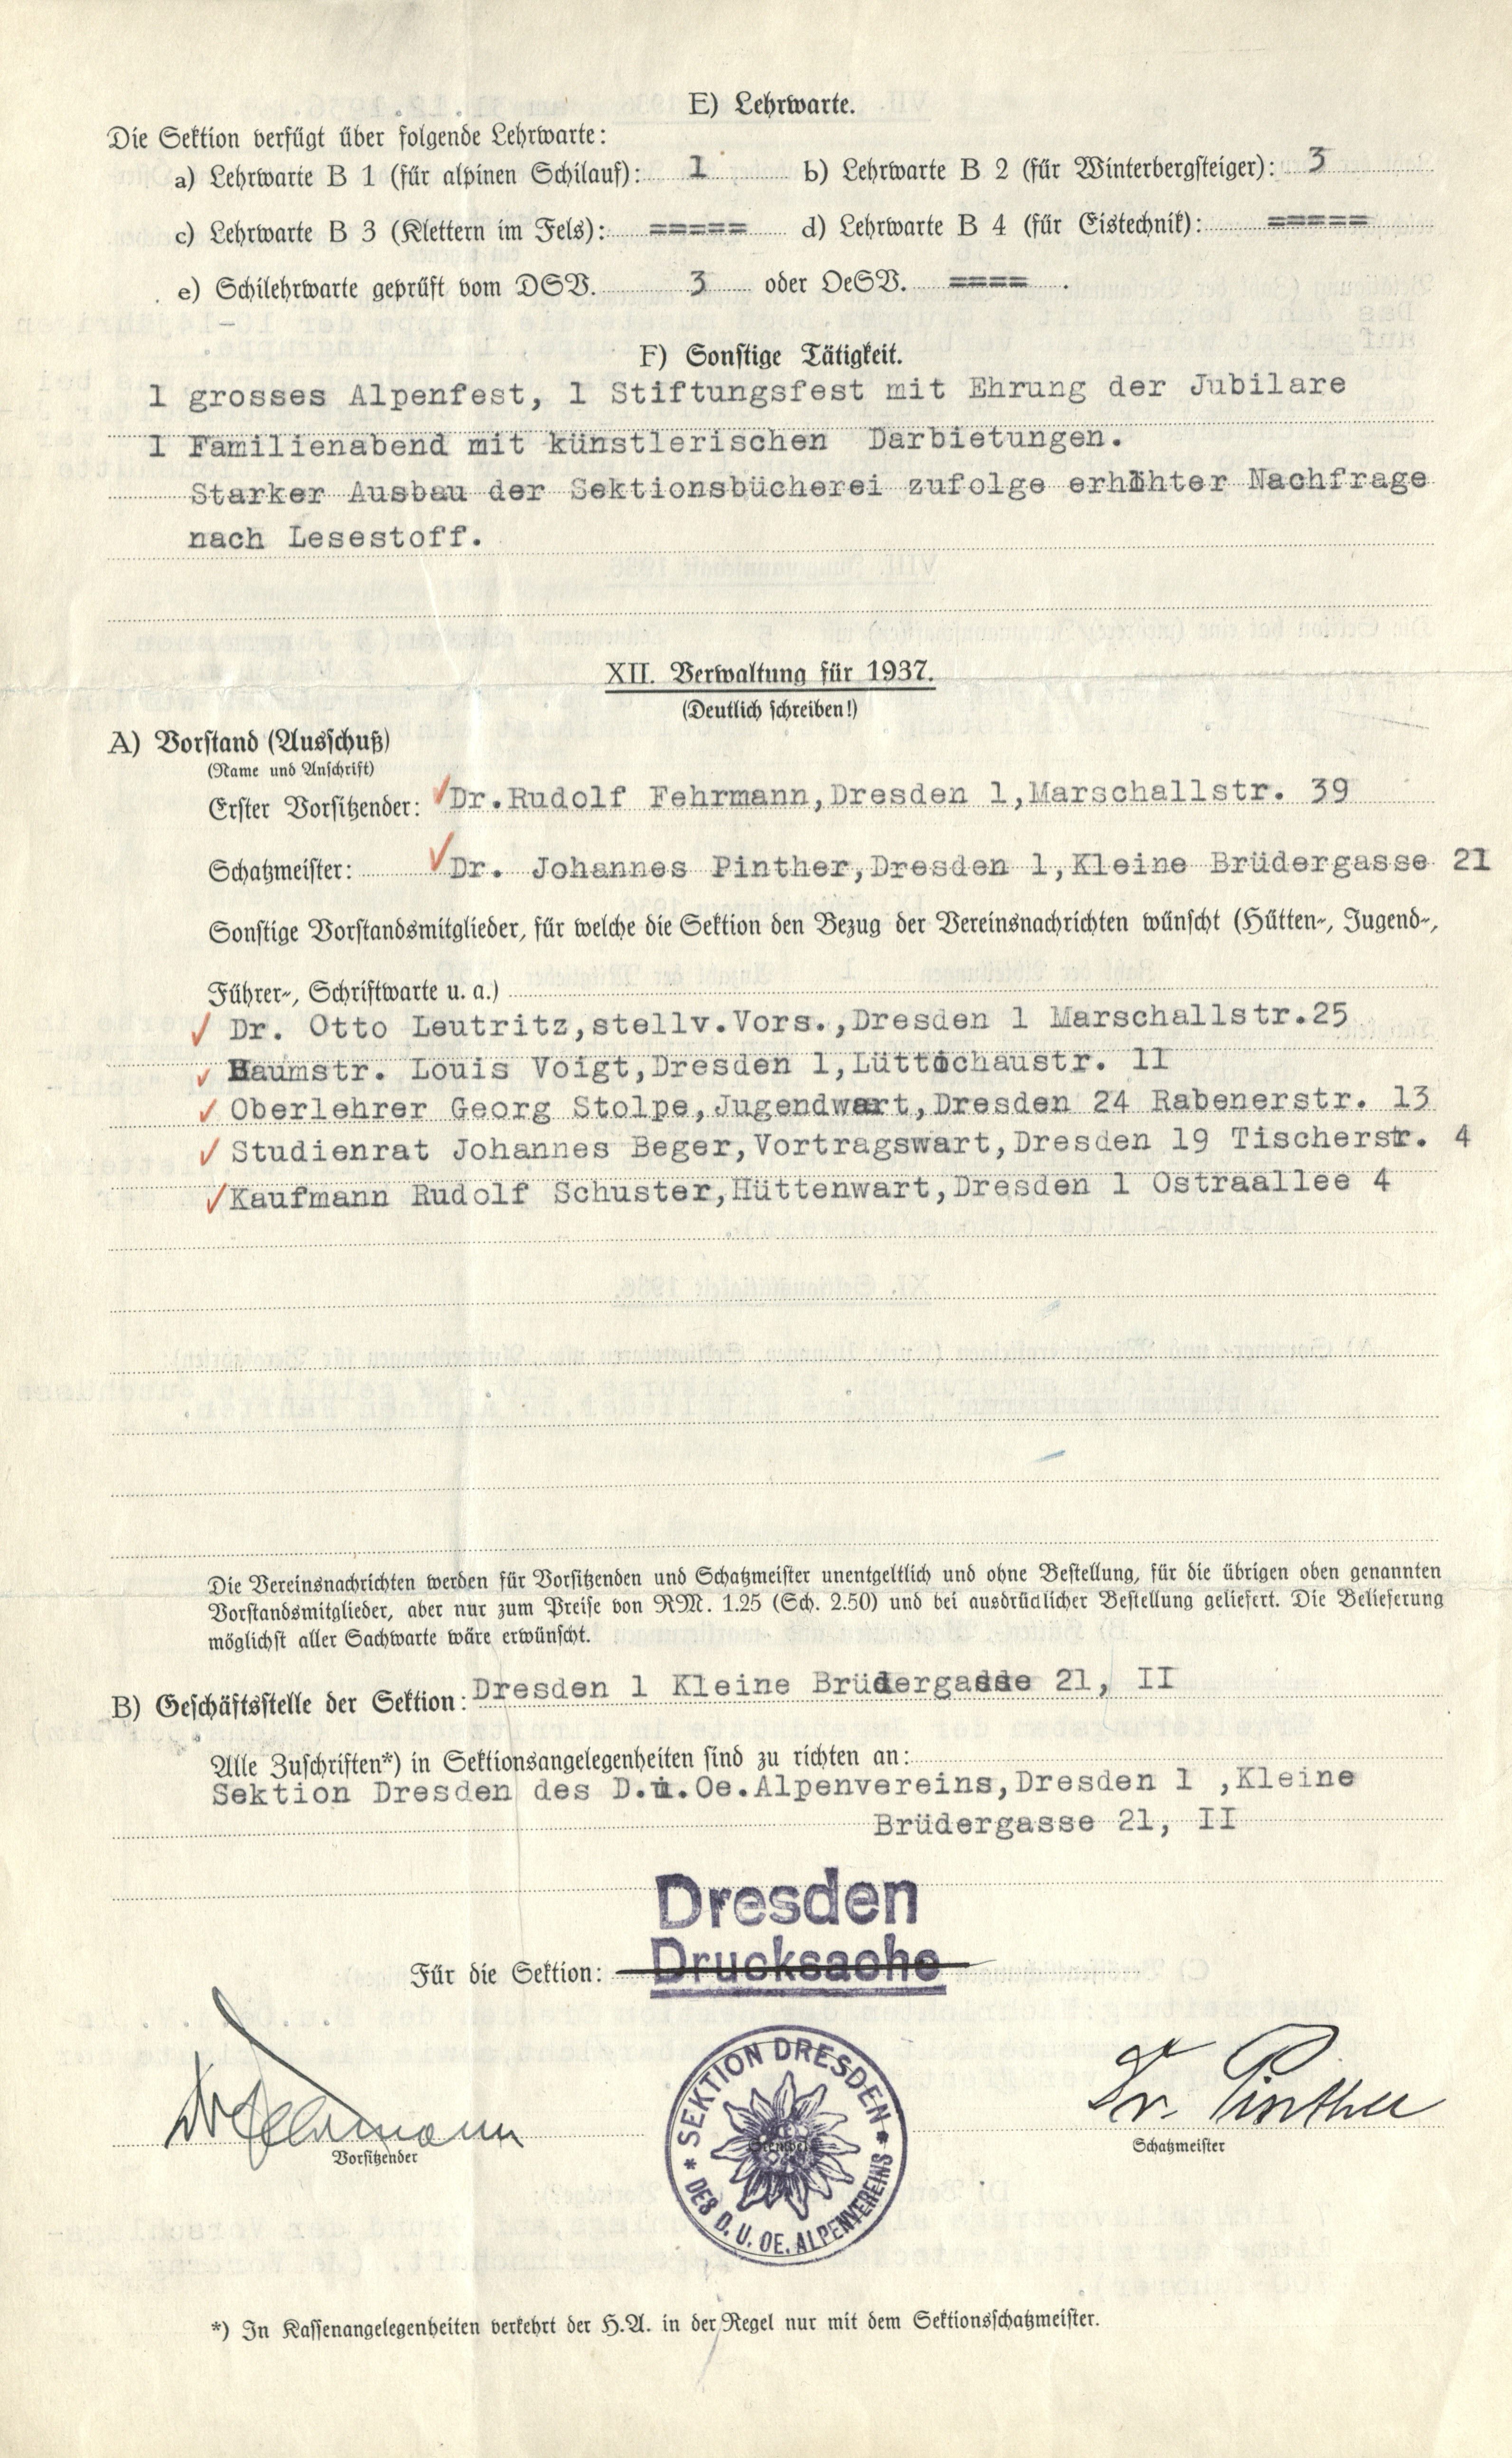 E) Lehrwarte.
Die Sektion verfügt über folgende Lehrwarte:
a) Lehrwarte B 1 (für alpinen Schilauf): 1 b) Lehrwarte B 2 (für Winterbergsteiger): 3
c) Lehrwarte B 3 (Klettern im Fels): ===== d) Lehrwarte B 4 (für Eistechnik): =====
e) Schilehrwarte geprüft vom DSV. 3 oder OeSV. ==== .
F) Sonstige Tätigkeit.
1 grosses Alpenfest, 1 Stiftungsfest mit Ehrung der Jubilare
1 Familienabend mit künstlerischen Darbietungen.
Starker Ausbau der Sektionsbücherei zufolge erhöhter Nachfrage
nach Lesestoff.
XII. Verwaltung für 1937.
(Deutlich schreiben!)
A) Vorstand (Ausschuß)
(Name und Anschrift)
Erster Vorsitzender: Dr.Rudolf Fehrmann,Dresden 1,Marschallstr. 39
Schatzmeister: Dr. Johannes Pinther,Dresden 1,Kleine Brüdergasse 21
Sonstige Vorstandsmitglieder, für welche die Sektion den Bezug der Vereinsnachrichten wünscht (Hütten-, Jugend-,
Führer-, Schriftwarte u. a.)
Dr. Otto Leutritz,stellv.Vors.,Dresden 1 Marschallstr.25
Baumstr. Louis Voigt,Dresden 1,Lüttichaustr. 11
Oberlehrer Georg Stolpe,Jugendwart,Dresden 24 Rabenerstr. 13
Studienrat Johannes Beger,Vortragswart,Dresden 19 Tischerstr. 4
Kaufmann Rudolf Schuster,Hüttenwart,Dresden 1 Ostraallee 4
Die Vereinsnachrichten werden für Vorsitzenden und Schatzmeister unentgeltlich und ohne Bestellung, für die übrigen oben genannten
Vorstandsmitglieder, aber nur zum Preise von RM. 1.25 (Sch. 2.50) und bei ausdrücklicher Bestellung geliefert. Die Belieferung
möglichst aller Sachwarte wäre erwünscht.
B) Geschäftsstelle der Sektion: Dresden 1 Kleine Brüdergasse 21, II
Alle Zuschriften*) in Sektionsangelegenheiten sind zu richten an:
Sektion Dresden des D.u.Oe.Alpenvereins,Dresden 1 ,Kleine
Brüdergasse 21, II
Dresden
Für die Sektion: Drucksache
SEKTION DRESDEN * DES D. U. OE. ALPENVEREINS *
Stempel
Dr Fehrmann
Dr. Pinther
Vorsitzender
Schatzmeister
*) In Kassenangelegenheiten verkehrt der H.A. in der Regel nur mit dem Sektionsschatzmeister.